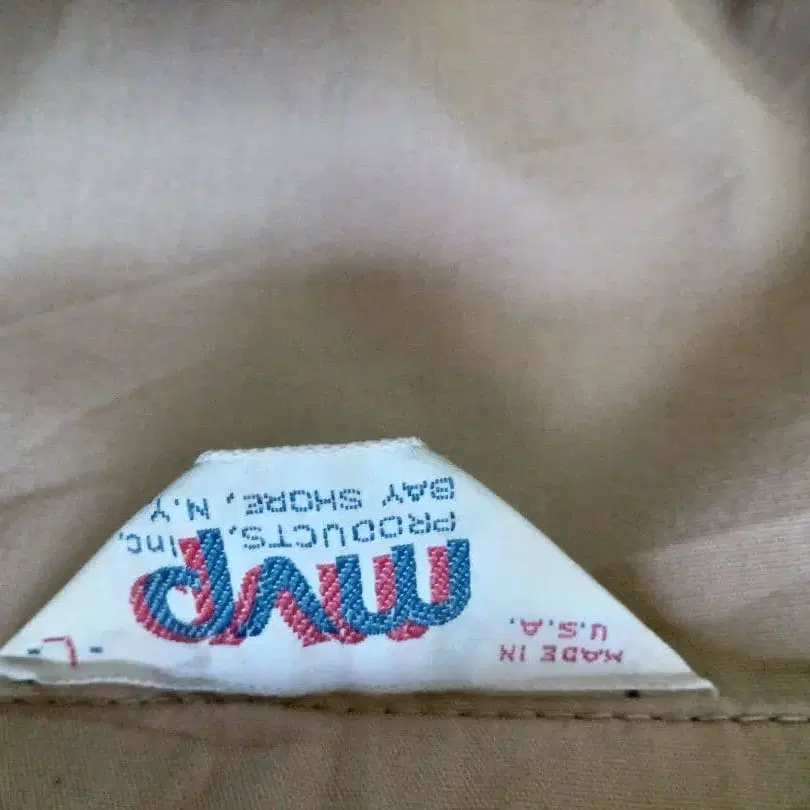 MADE IN
U.S.A.
mvp
PRODUCTS, Inc.
BAY SHORE, N.Y.
- L -